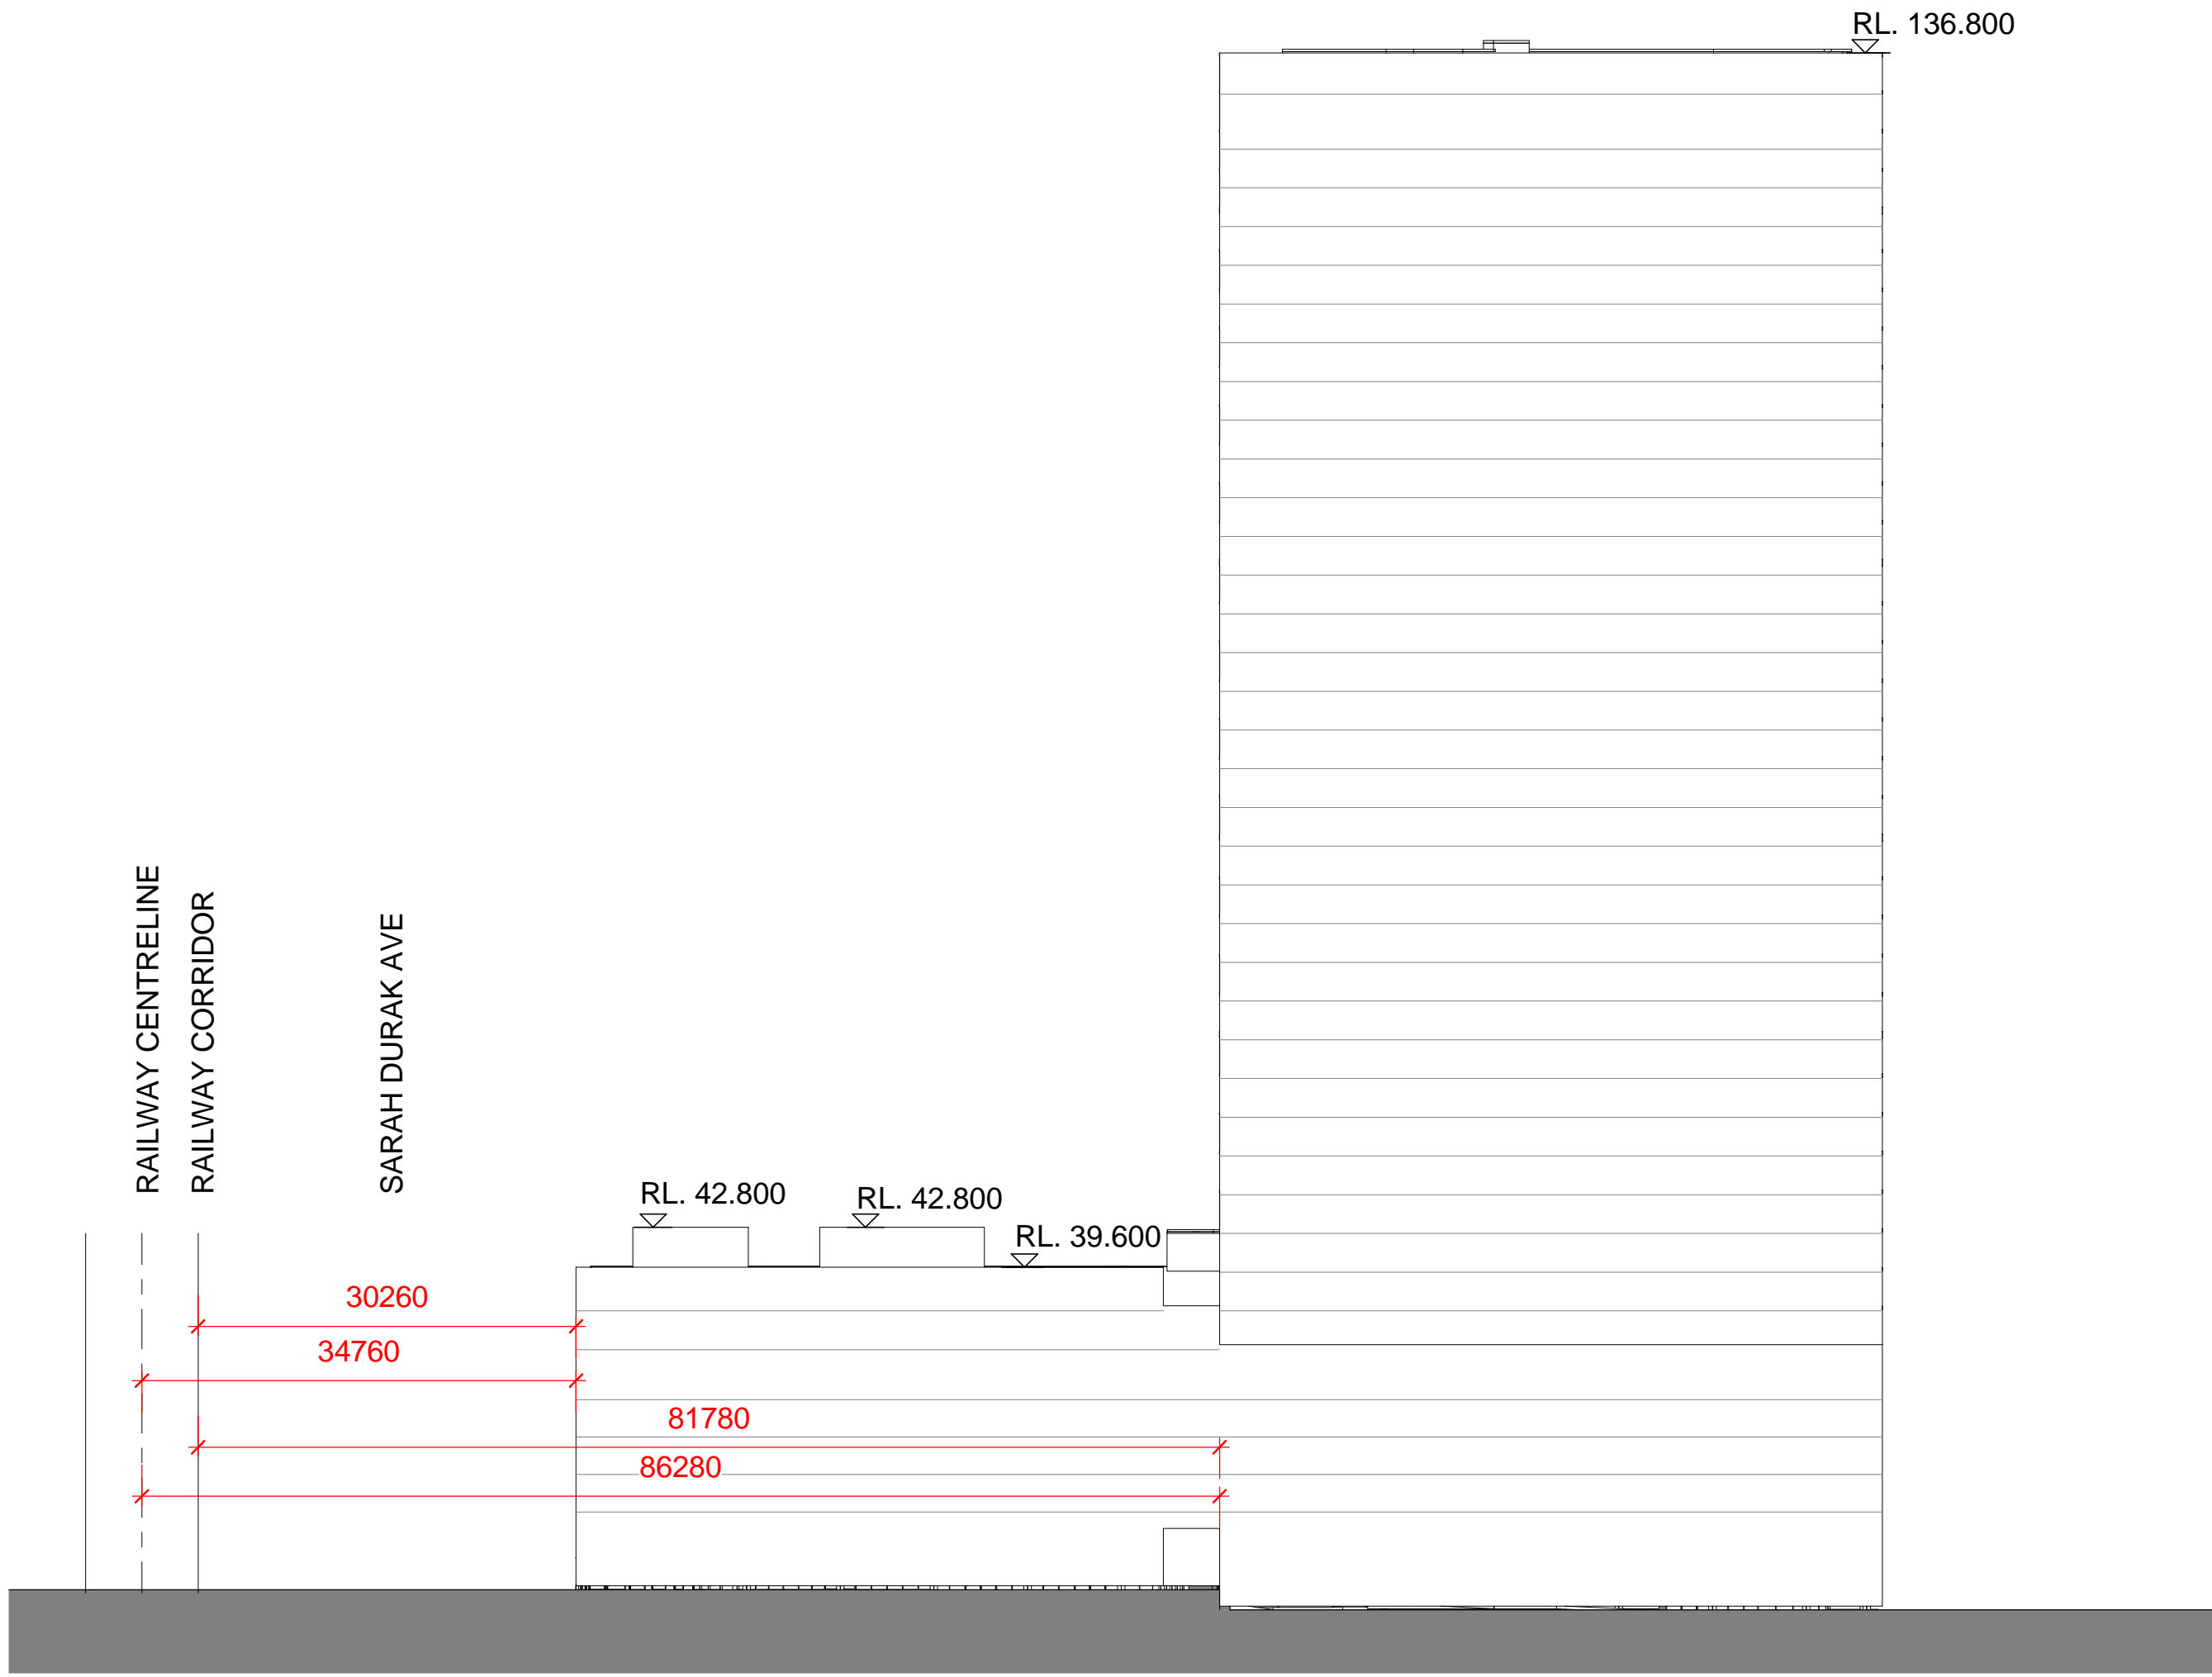 RL. 136.800
RAILWAY CENTRELINE
RAILWAY CORRIDOR
SARAH DURAK AVE
RL. 42.800
RL. 42.800
RL. 39.600
30260
34760
81780
86280